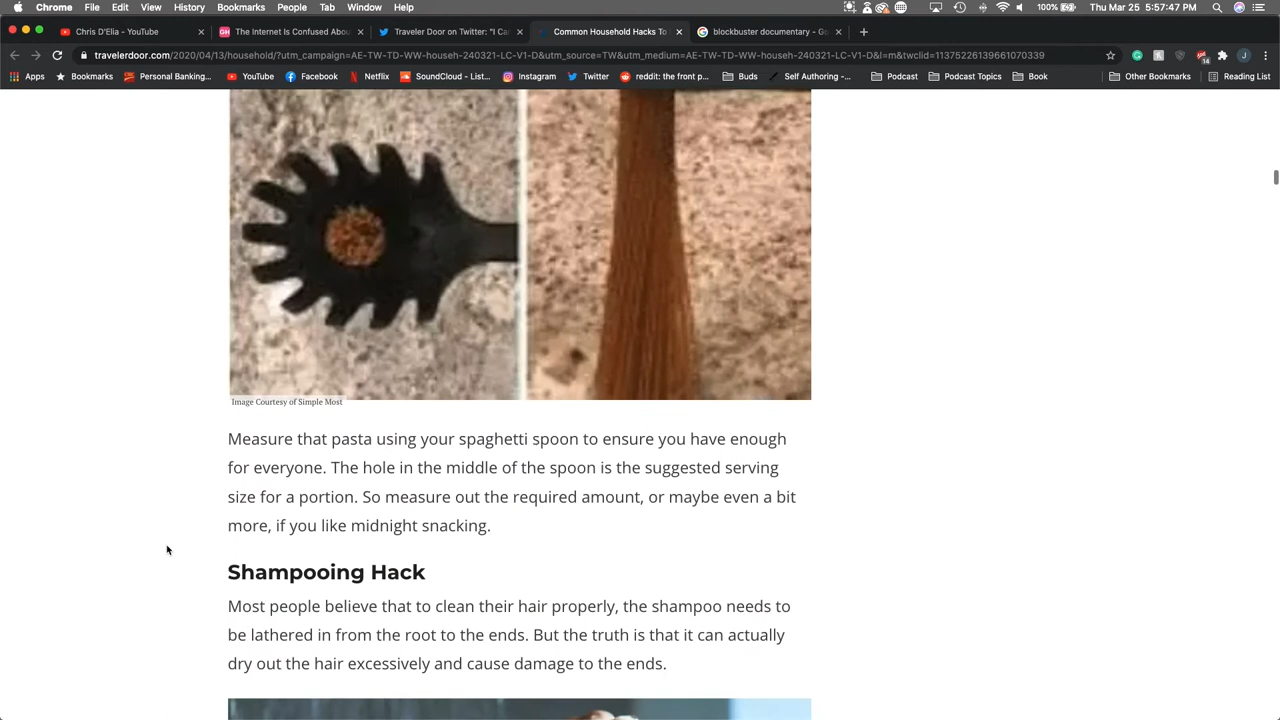 Chrome File Edit View History Bookmarks People Tab Window Help 100% Thu Mar 25 5:57:47 PM
Chris D'Elia - YouTube The Internet Is Confused Abou Traveler Door on Twitter: "I Ca Common Household Hacks To blockbuster documentary - Go
travelerdoor.com/2020/04/13/household/?utm_campaign=AE-TW-TD-WW-househ-240321-LC-V1-D&utm_source=TW&utm_medium=AE-TW-TD-WW-househ-240321-LC-V1-D&l=m&twclid=11375226139661070339
Apps Bookmarks Personal Banking... YouTube Facebook Netflix SoundCloud - List... Instagram Twitter reddit: the front p... Buds Self Authoring -... Podcast Podcast Topics Book Other Bookmarks Reading List
Image Courtesy of Simple Most
Measure that pasta using your spaghetti spoon to ensure you have enough
for everyone. The hole in the middle of the spoon is the suggested serving
size for a portion. So measure out the required amount, or maybe even a bit
more, if you like midnight snacking.
Shampooing Hack
Most people believe that to clean their hair properly, the shampoo needs to
be lathered in from the root to the ends. But the truth is that it can actually
dry out the hair excessively and cause damage to the ends.